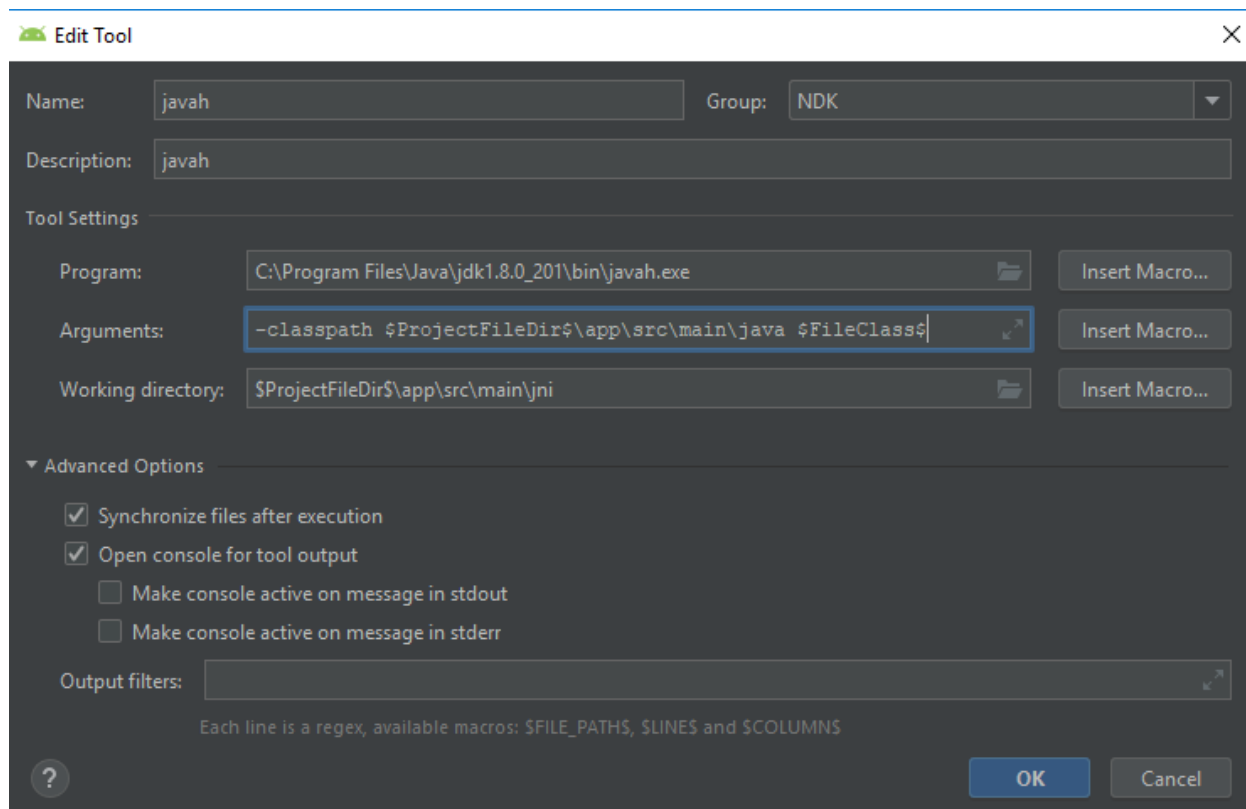 Edit Tool
Name: javah Group: NDK
Description: javah
Tool Settings
Program: C:\Program Files\Java\jdk1.8.0_201\bin\javah.exe Insert Macro...
Arguments: -classpath $ProjectFileDir$\app\src\main\java $FileClass$ Insert Macro...
Working directory: $ProjectFileDir$\app\src\main\jni Insert Macro...
Advanced Options
Synchronize files after execution
Open console for tool output
Make console active on message in stdout
Make console active on message in stderr
Output filters:
Each line is a regex, available macros: $FILE_PATH$, $LINE$ and $COLUMN$
? OK Cancel